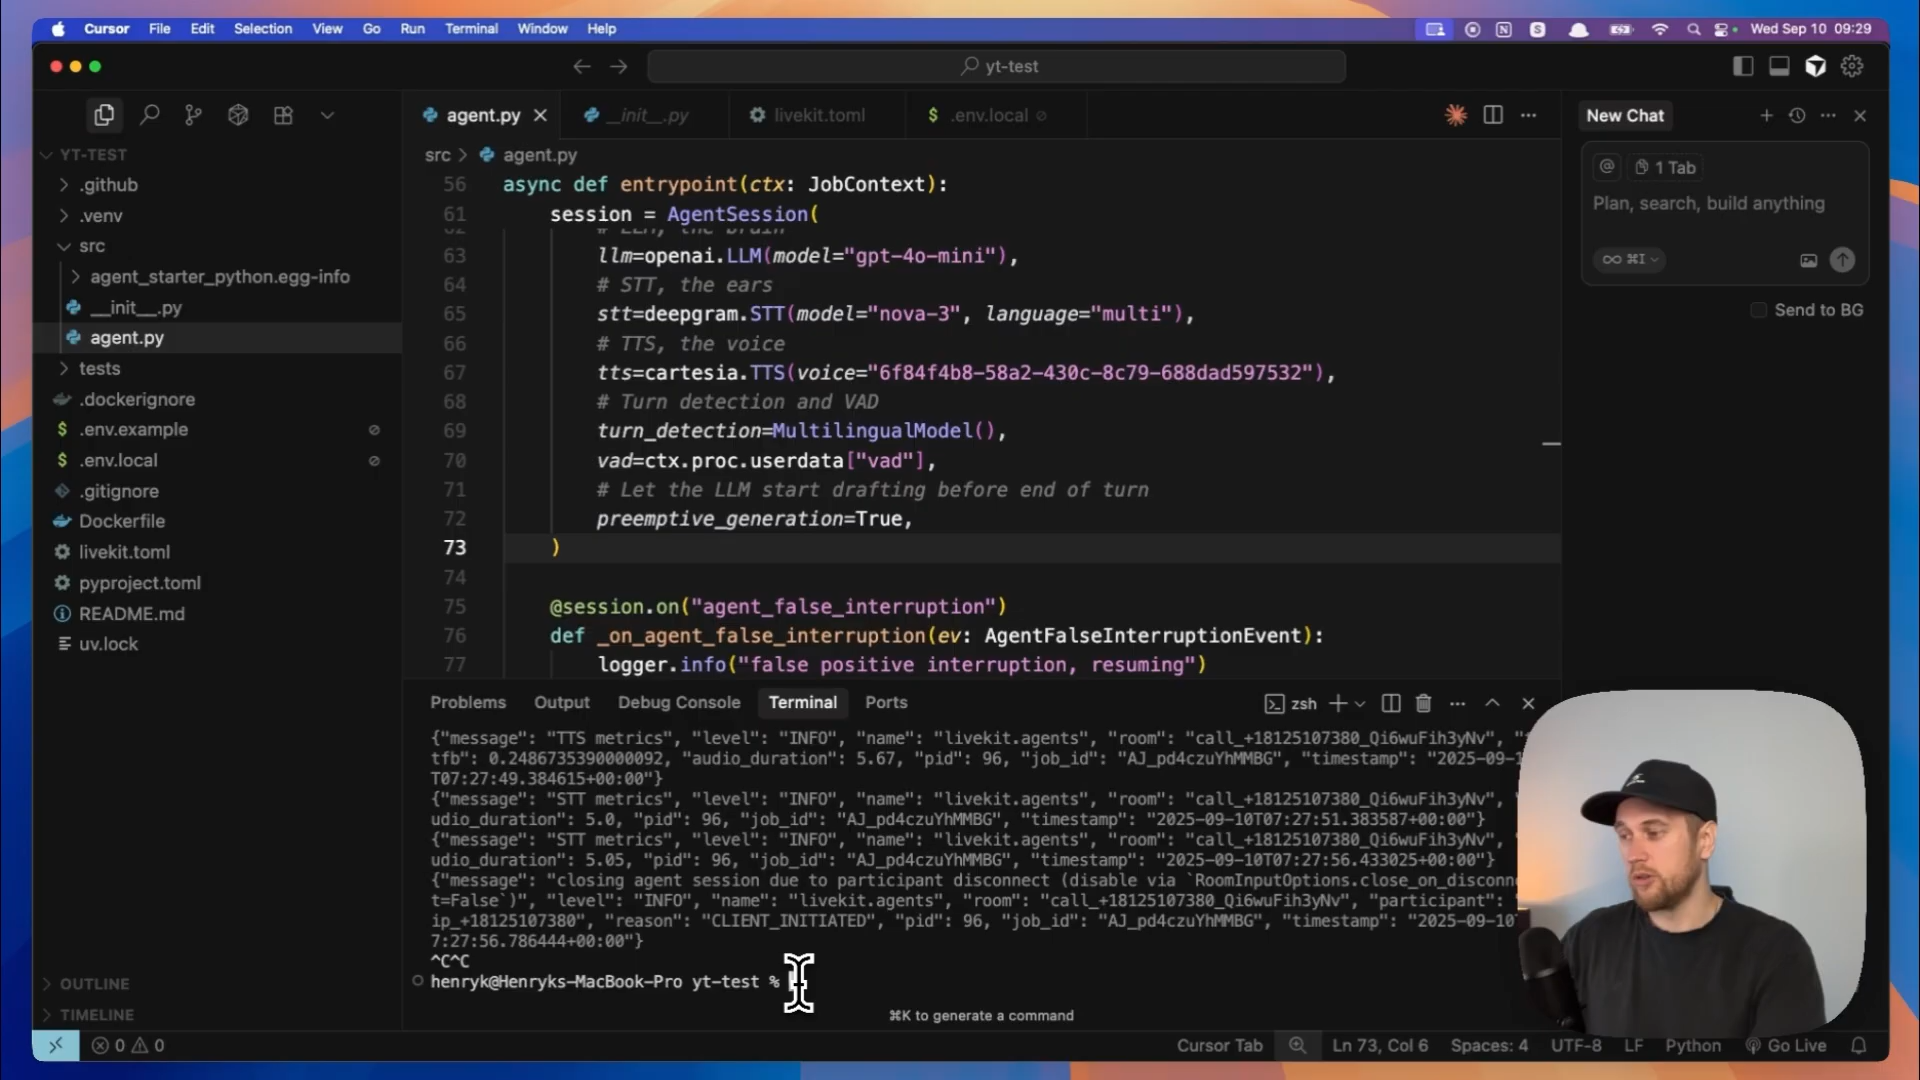 Cursor File Edit Selection View Go Run Terminal Window Help
Wed Sep 10 09:29
yt-test
agent.py
__init__.py
livekit.toml
.env.local
New Chat
YT-TEST
.github
.venv
src
agent_starter_python.egg-info
__init__.py
agent.py
tests
.dockerignore
.env.example
.env.local
.gitignore
Dockerfile
livekit.toml
pyproject.toml
README.md
uv.lock
OUTLINE
TIMELINE
src > agent.py
56 async def entrypoint(ctx: JobContext):
61 session = AgentSession(
62 # LLM, the brain
63 llm=openai.LLM(model="gpt-4o-mini"),
64 # STT, the ears
65 stt=deepgram.STT(model="nova-3", language="multi"),
66 # TTS, the voice
67 tts=cartesia.TTS(voice="6f84f4b8-58a2-430c-8c79-688dad597532"),
68 # Turn detection and VAD
69 turn_detection=MultilingualModel(),
70 vad=ctx.proc.userdata["vad"],
71 # Let the LLM start drafting before end of turn
72 preemptive_generation=True,
73 )
74
75 @session.on("agent_false_interruption")
76 def _on_agent_false_interruption(ev: AgentFalseInterruptionEvent):
77 logger.info("false positive interruption, resuming")
@ 1 Tab
Plan, search, build anything
∞ ⌘I
Send to BG
Problems Output Debug Console Terminal Ports
zsh
{"message": "TTS metrics", "level": "INFO", "name": "livekit.agents", "room": "call_+18125107380_Qi6wuFih3yNv",
tfb": 0.2486735390000092, "audio_duration": 5.67, "pid": 96, "job_id": "AJ_pd4czuYhMMBG", "timestamp": "2025-09-1
T07:27:49.384615+00:00"}
{"message": "STT metrics", "level": "INFO", "name": "livekit.agents", "room": "call_+18125107380_Qi6wuFih3yNv",
udio_duration": 5.0, "pid": 96, "job_id": "AJ_pd4czuYhMMBG", "timestamp": "2025-09-10T07:27:51.383587+00:00"}
{"message": "STT metrics", "level": "INFO", "name": "livekit.agents", "room": "call_+18125107380_Qi6wuFih3yNv",
udio_duration": 5.05, "pid": 96, "job_id": "AJ_pd4czuYhMMBG", "timestamp": "2025-09-10T07:27:56.433025+00:00"}
{"message": "closing agent session due to participant disconnect (disable via `RoomInputOptions.close_on_disconne
t=False`)", "level": "INFO", "name": "livekit.agents", "room": "call_+18125107380_Qi6wuFih3yNv", "participant":
ip_+18125107380", "reason": "CLIENT_INITIATED", "pid": 96, "job_id": "AJ_pd4czuYhMMBG", "timestamp": "2025-09-10
7:27:56.786444+00:00"}
^C^C
henryk@Henryks-MacBook-Pro yt-test %
⌘K to generate a command
0 0
Cursor Tab Ln 73, Col 6 Spaces: 4 UTF-8 LF Python Go Live